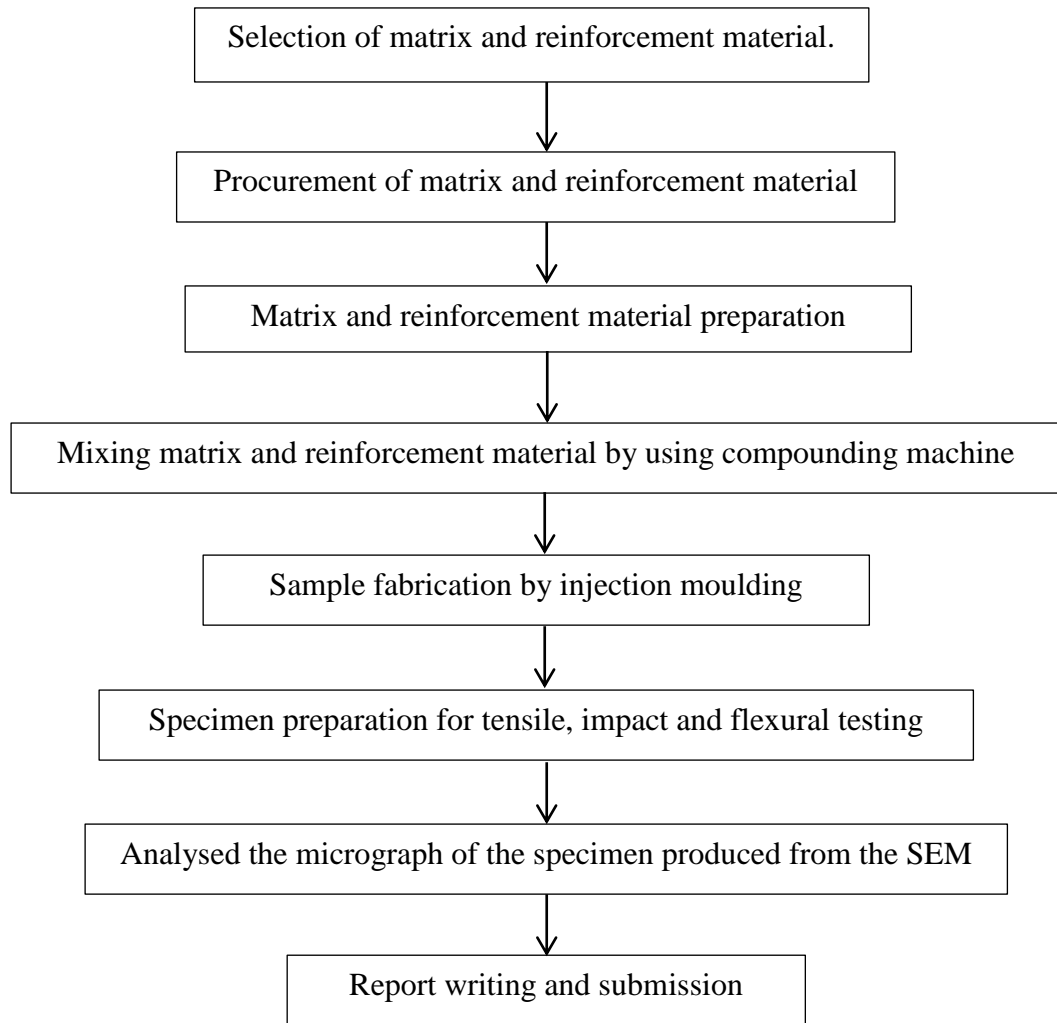 Selection of matrix and reinforcement material.
Procurement of matrix and reinforcement material
Matrix and reinforcement material preparation
Mixing matrix and reinforcement material by using compounding machine
Sample fabrication by injection moulding
Specimen preparation for tensile, impact and flexural testing
Analysed the micrograph of the specimen produced from the SEM
Report writing and submission